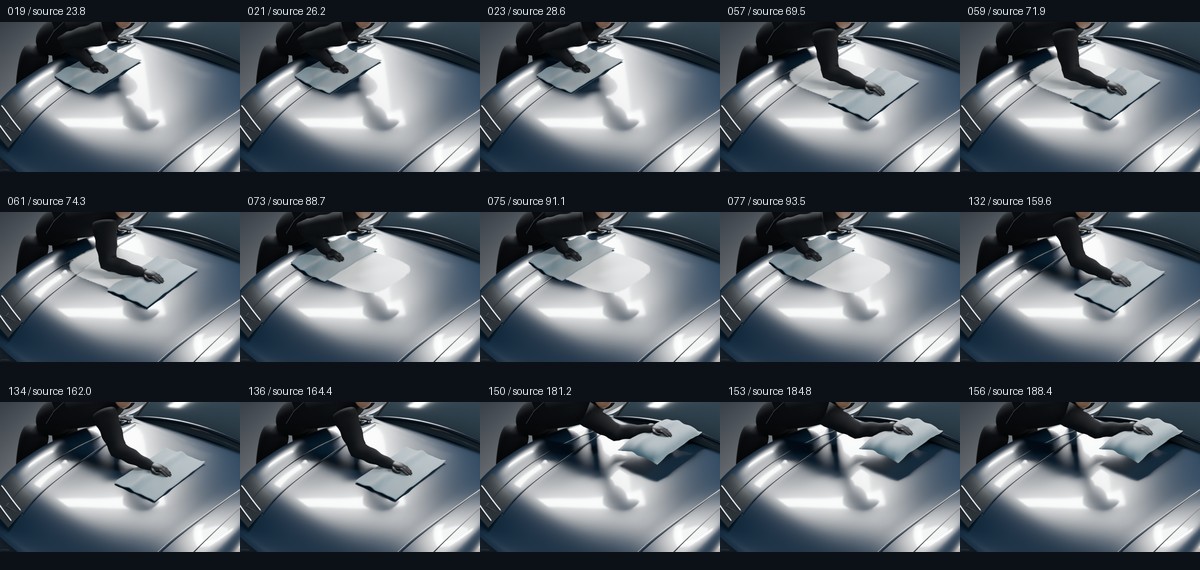 019 / source 23.8
021 / source 26.2
023 / source 28.6
057 / source 69.5
059 / source 71.9
061 / source 74.3
073 / source 88.7
075 / source 91.1
077 / source 93.5
132 / source 159.6
134 / source 162.0
136 / source 164.4
150 / source 181.2
153 / source 184.8
156 / source 188.4